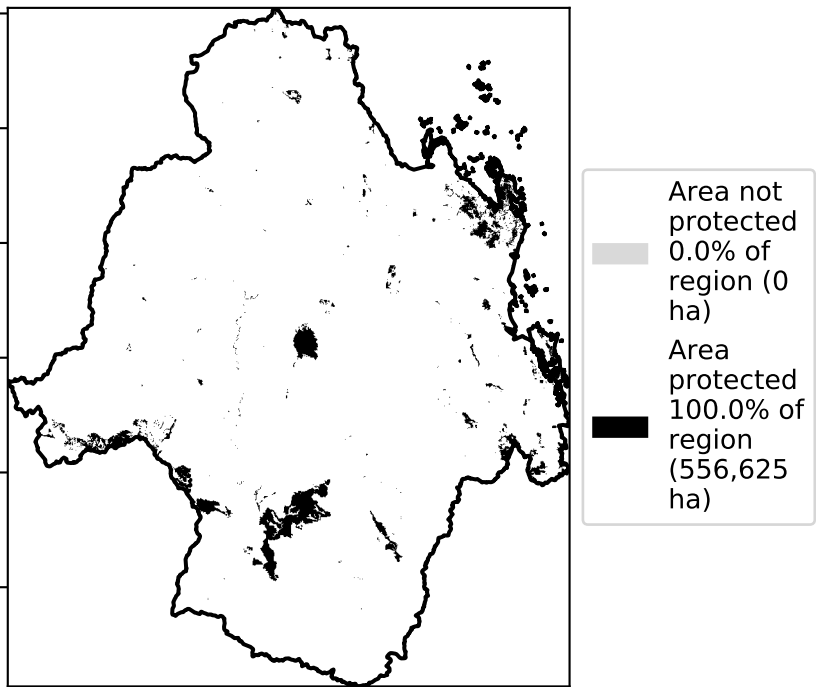 Area not
protected
0.0% of
region (0
ha)
Area
protected
100.0% of
region
(556,625
ha)